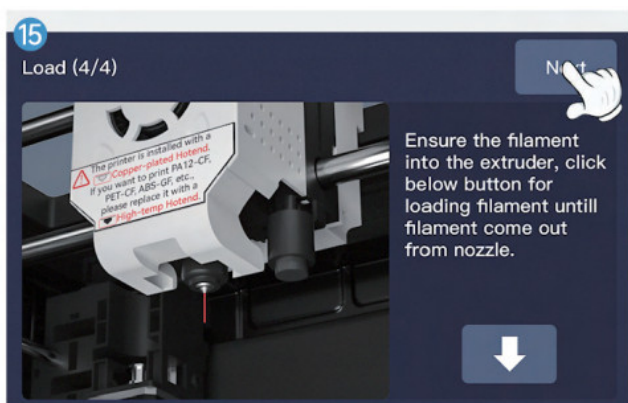 15
Load (4/4)
Next
The printer is installed with a
Copper-plated Hotend.
If you want to print PA12-CF,
PET-CF, ABS-GF, etc.,
please replace it with a
High-temp Hotend.
Ensure the filament
into the extruder, click
below button for
loading filament untill
filament come out
from nozzle.